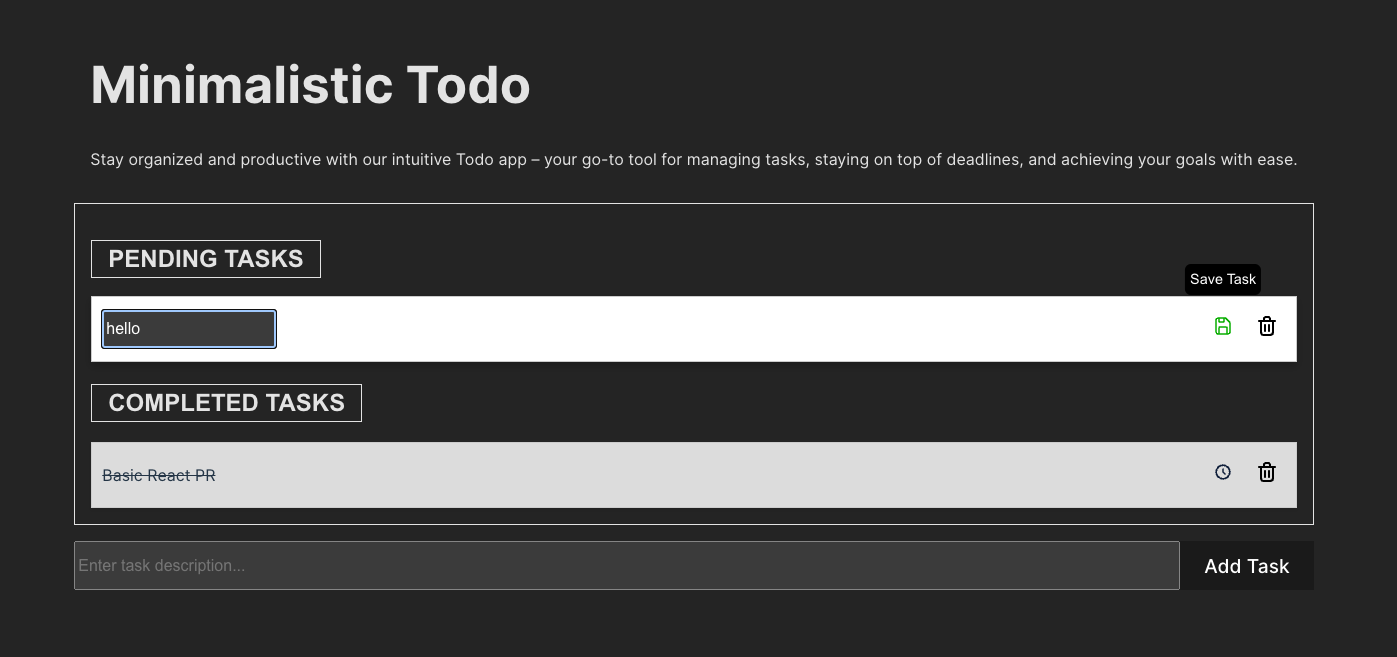 Minimalistic Todo
Stay organized and productive with our intuitive Todo app – your go-to tool for managing tasks, staying on top of deadlines, and achieving your goals with ease.
PENDING TASKS
Save Task
hello
COMPLETED TASKS
Basic React PR
Enter task description...
Add Task